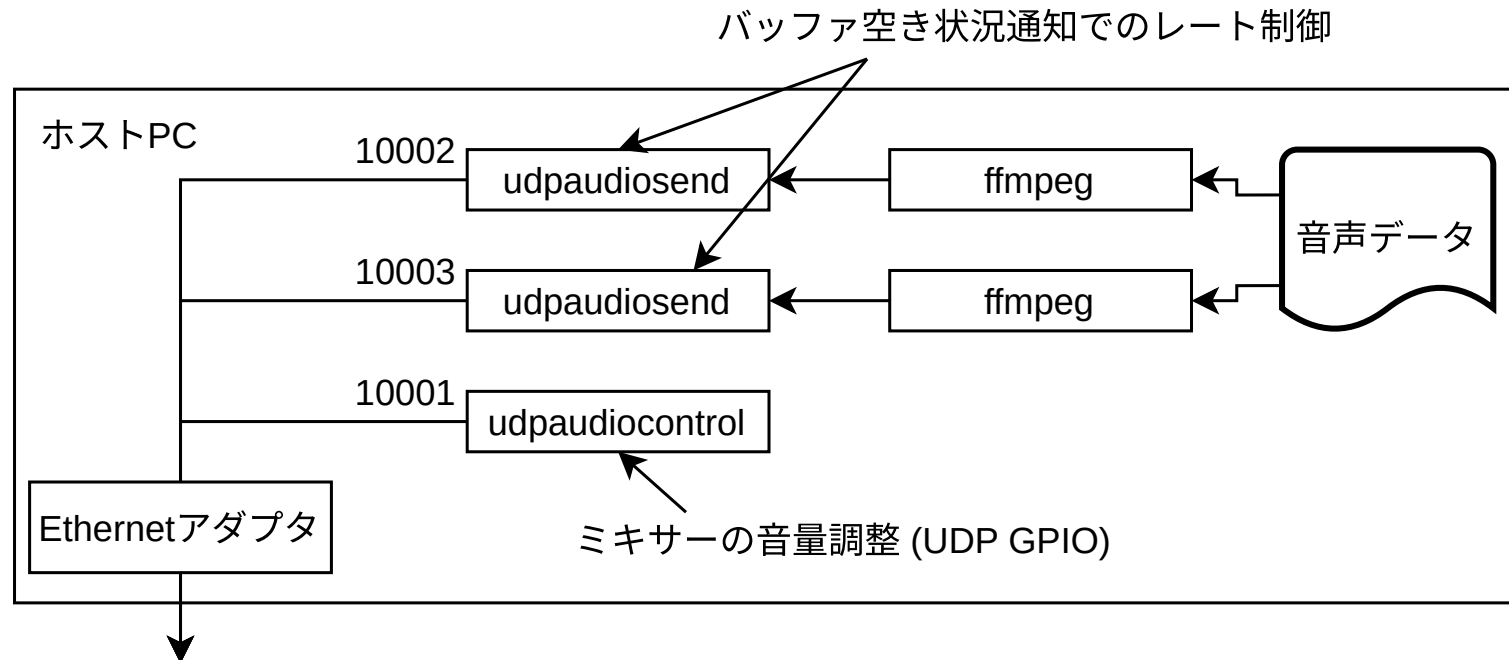 バッファ空き状況通知でのレート制御
ホストPC
10002
udpaudiosend
ffmpeg
音声データ
10003
udpaudiosend
ffmpeg
10001
udpaudiocontrol
Ethernetアダプタ
ミキサーの音量調整 (UDP GPIO)